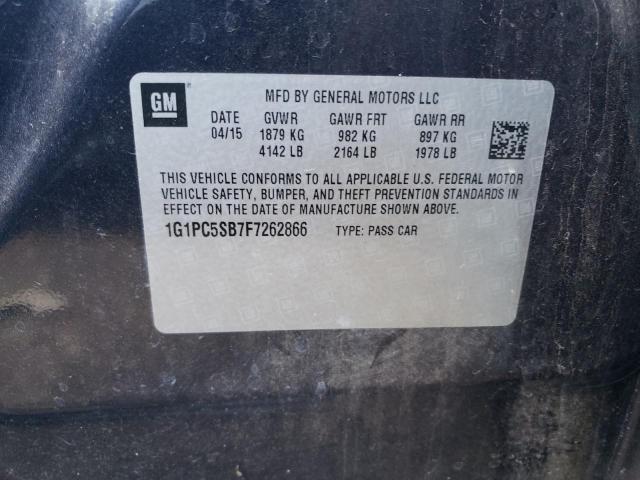 GM
MFD BY GENERAL MOTORS LLC
DATE GVWR GAWR FRT GAWR RR
04/15 1879 KG 982 KG 897 KG
4142 LB 2164 LB 1978 LB
THIS VEHICLE CONFORMS TO ALL APPLICABLE U.S. FEDERAL MOTOR
VEHICLE SAFETY, BUMPER, AND THEFT PREVENTION STANDARDS IN
EFFECT ON THE DATE OF MANUFACTURE SHOWN ABOVE.
1G1PC5SB7F7262866 TYPE: PASS CAR